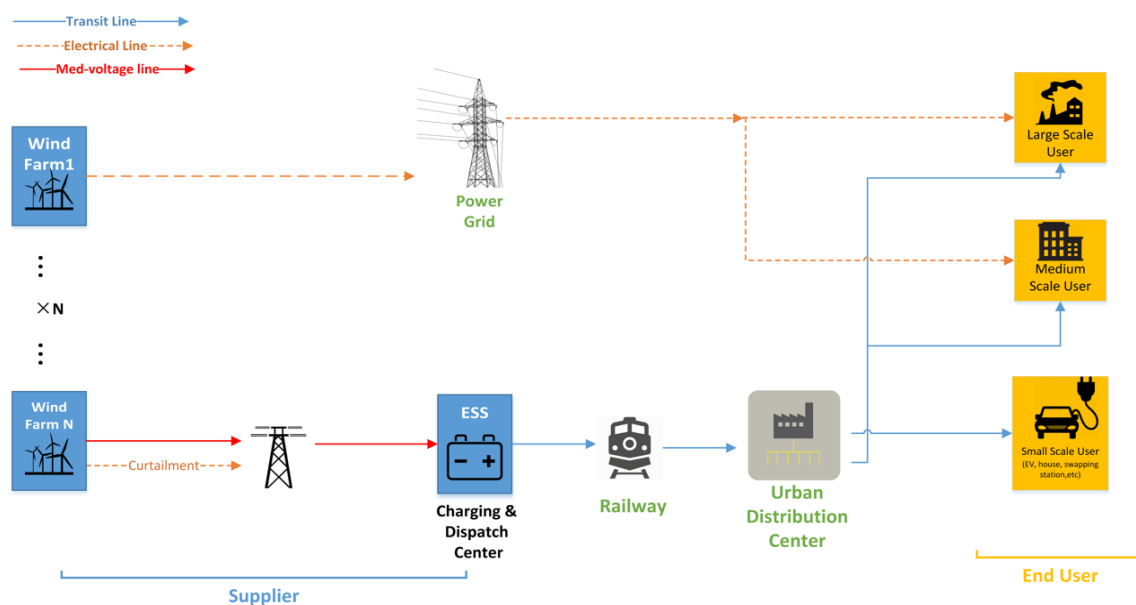 Transit Line
Electrical Line
Med-voltage line
Wind
Farm1
Power
Grid
Large Scale
User
Medium
Scale User
⋮
×N
⋮
Wind
Farm N
Curtailment
ESS
Charging &
Dispatch
Center
Railway
Urban
Distribution
Center
Small Scale User
(EV, house, swapping
station,etc)
Supplier
End User